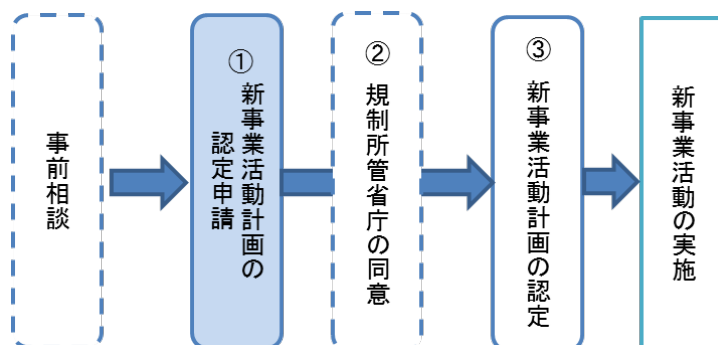 事前相談
①
新事業活動計画の
認定申請
②
規制所管省庁の同意
③
新事業活動計画の認定
新事業活動の実施